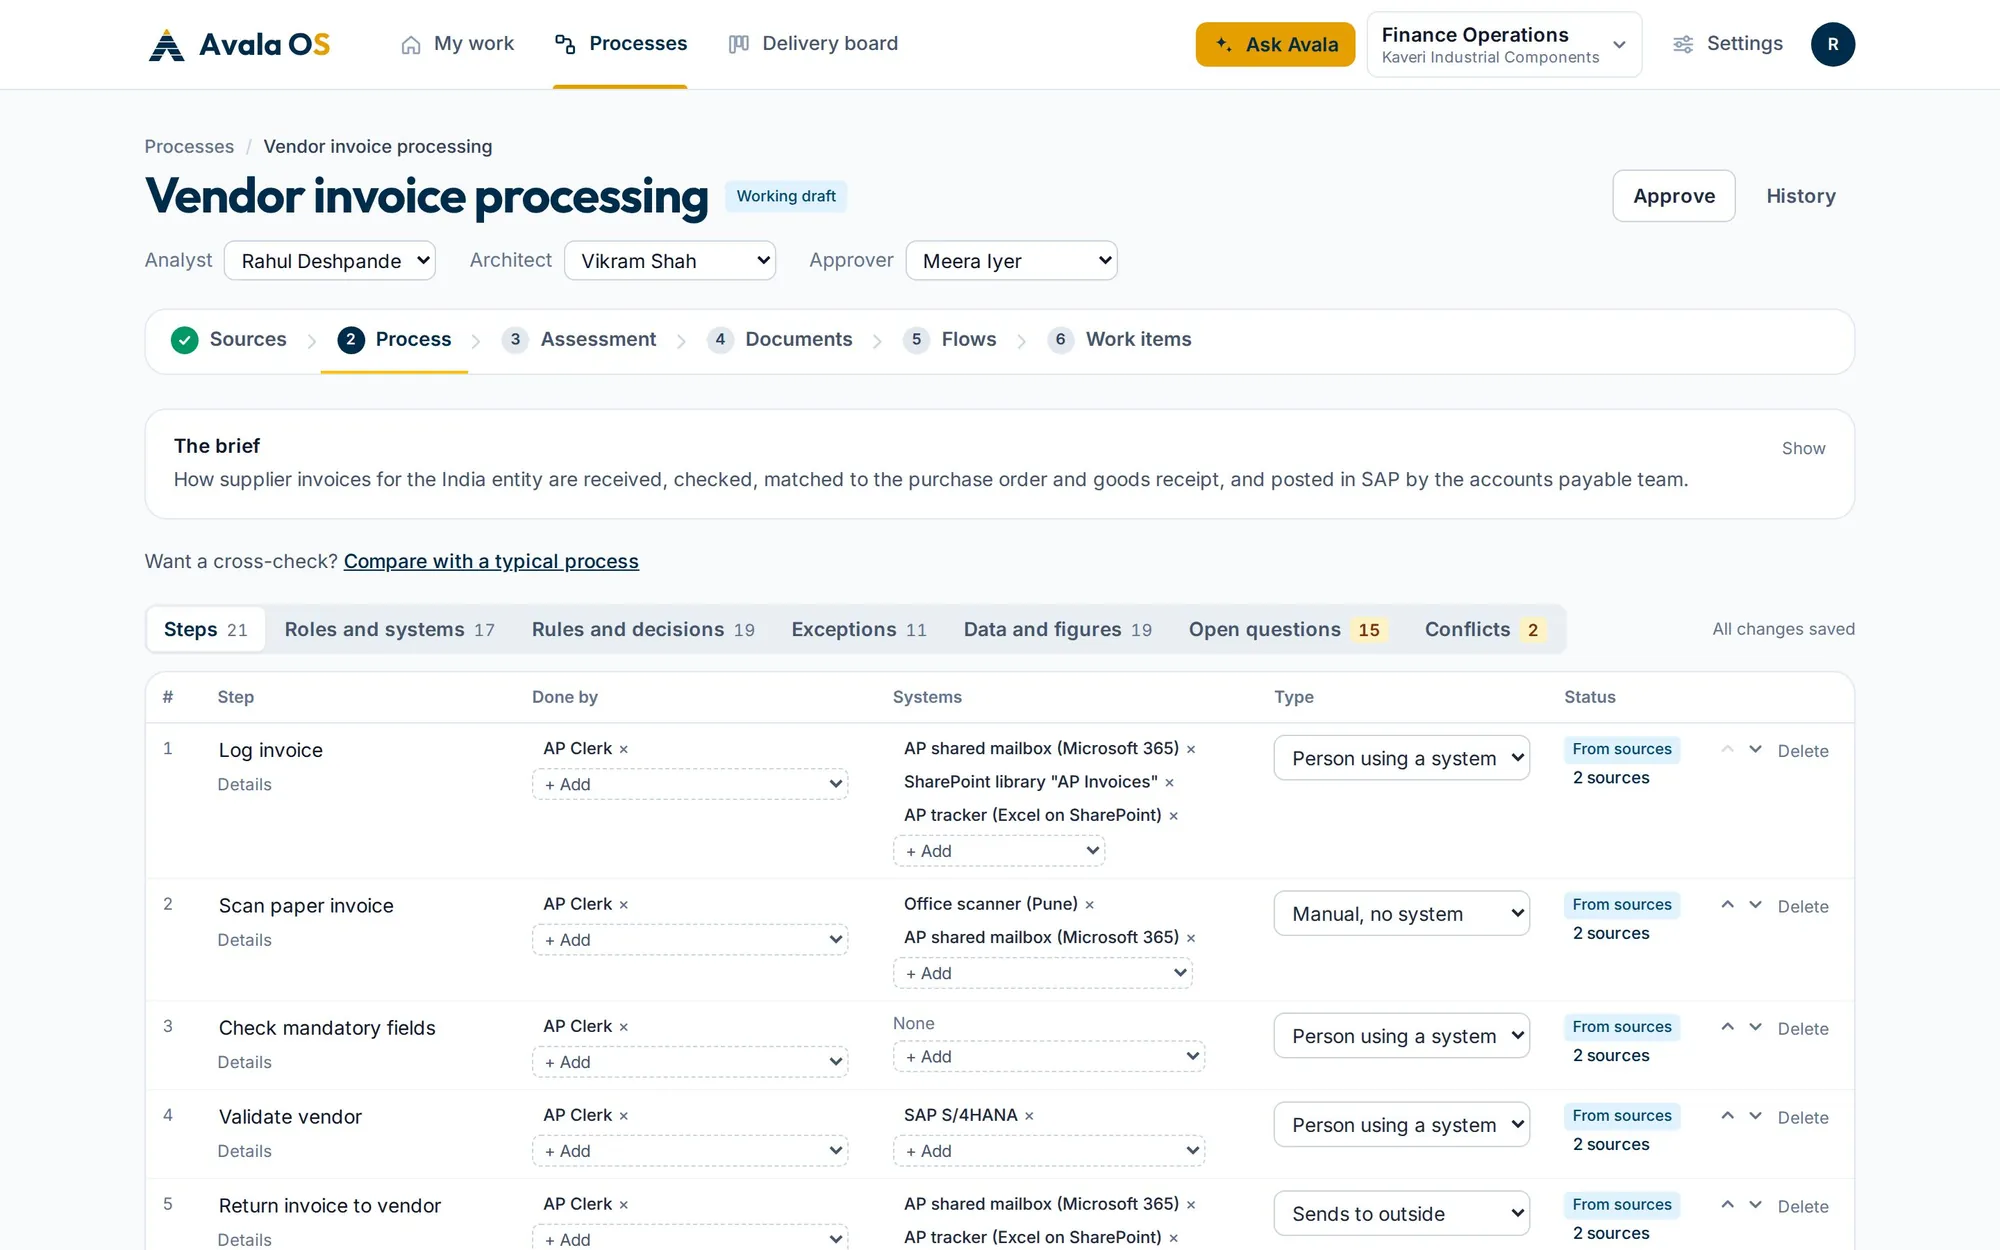 Avala OS
My work
Processes
Delivery board
Ask Avala
Finance Operations
Kaveri Industrial Components
Settings
R
Processes / Vendor invoice processing
Vendor invoice processing
Working draft
Approve
History
Analyst
Rahul Deshpande
Architect
Vikram Shah
Approver
Meera Iyer
Sources
2 Process
3 Assessment
4 Documents
5 Flows
6 Work items
The brief
Show
How supplier invoices for the India entity are received, checked, matched to the purchase order and goods receipt, and posted in SAP by the accounts payable team.
Want a cross-check? Compare with a typical process
Steps 21
Roles and systems 17
Rules and decisions 19
Exceptions 11
Data and figures 19
Open questions 15
Conflicts 2
All changes saved
# Step Done by Systems Type Status
1
Log invoice
Details
AP Clerk ×
+ Add
AP shared mailbox (Microsoft 365) ×
SharePoint library "AP Invoices" ×
AP tracker (Excel on SharePoint) ×
+ Add
Person using a system
From sources
2 sources
Delete
2
Scan paper invoice
Details
AP Clerk ×
+ Add
Office scanner (Pune) ×
AP shared mailbox (Microsoft 365) ×
+ Add
Manual, no system
From sources
2 sources
Delete
3
Check mandatory fields
Details
AP Clerk ×
+ Add
None
+ Add
Person using a system
From sources
2 sources
Delete
4
Validate vendor
Details
AP Clerk ×
+ Add
SAP S/4HANA ×
+ Add
Person using a system
From sources
2 sources
Delete
5
Return invoice to vendor
Details
AP Clerk ×
+ Add
AP shared mailbox (Microsoft 365) ×
AP tracker (Excel on SharePoint) ×
Sends to outside
From sources
2 sources
Delete